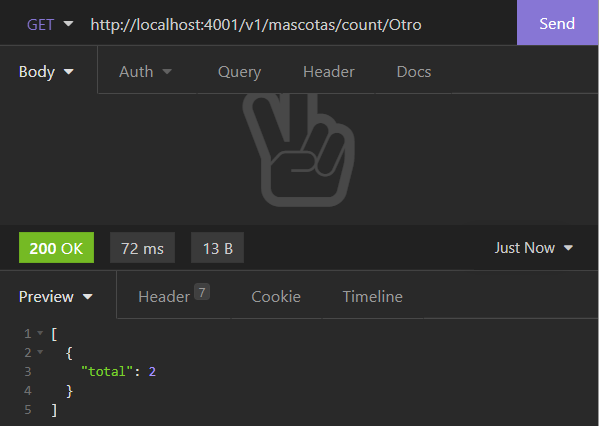 GET http://localhost:4001/v1/mascotas/count/Otro Send
Body Auth Query Header Docs
200 OK 72 ms 13 B Just Now
Preview Header 7 Cookie Timeline
1 [
2 {
3 "total": 2
4 }
5 ]